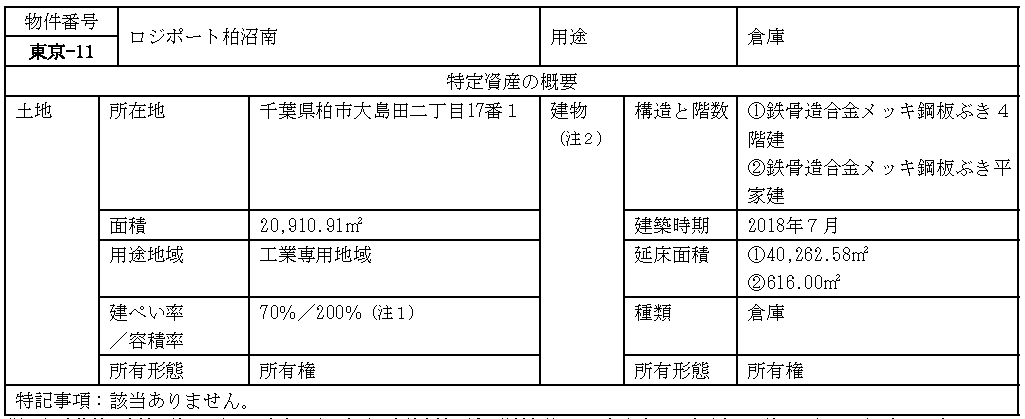 物件番号
東京-11
ロジポート柏沼南
用途
倉庫
特定資産の概要
土地
所在地
千葉県柏市大島田二丁目17番1
建物
（注2）
構造と階数
①鉄骨造合金メッキ鋼板ぶき4
階建
②鉄骨造合金メッキ鋼板ぶき平
家建
面積
20,910.91㎡
建築時期
2018年7月
用途地域
工業専用地域
延床面積
①40,262.58㎡
②616.00㎡
建ぺい率
／容積率
70%／200%（注1）
種類
倉庫
所有形態
所有権
所有形態
所有権
特記事項：該当ありません。